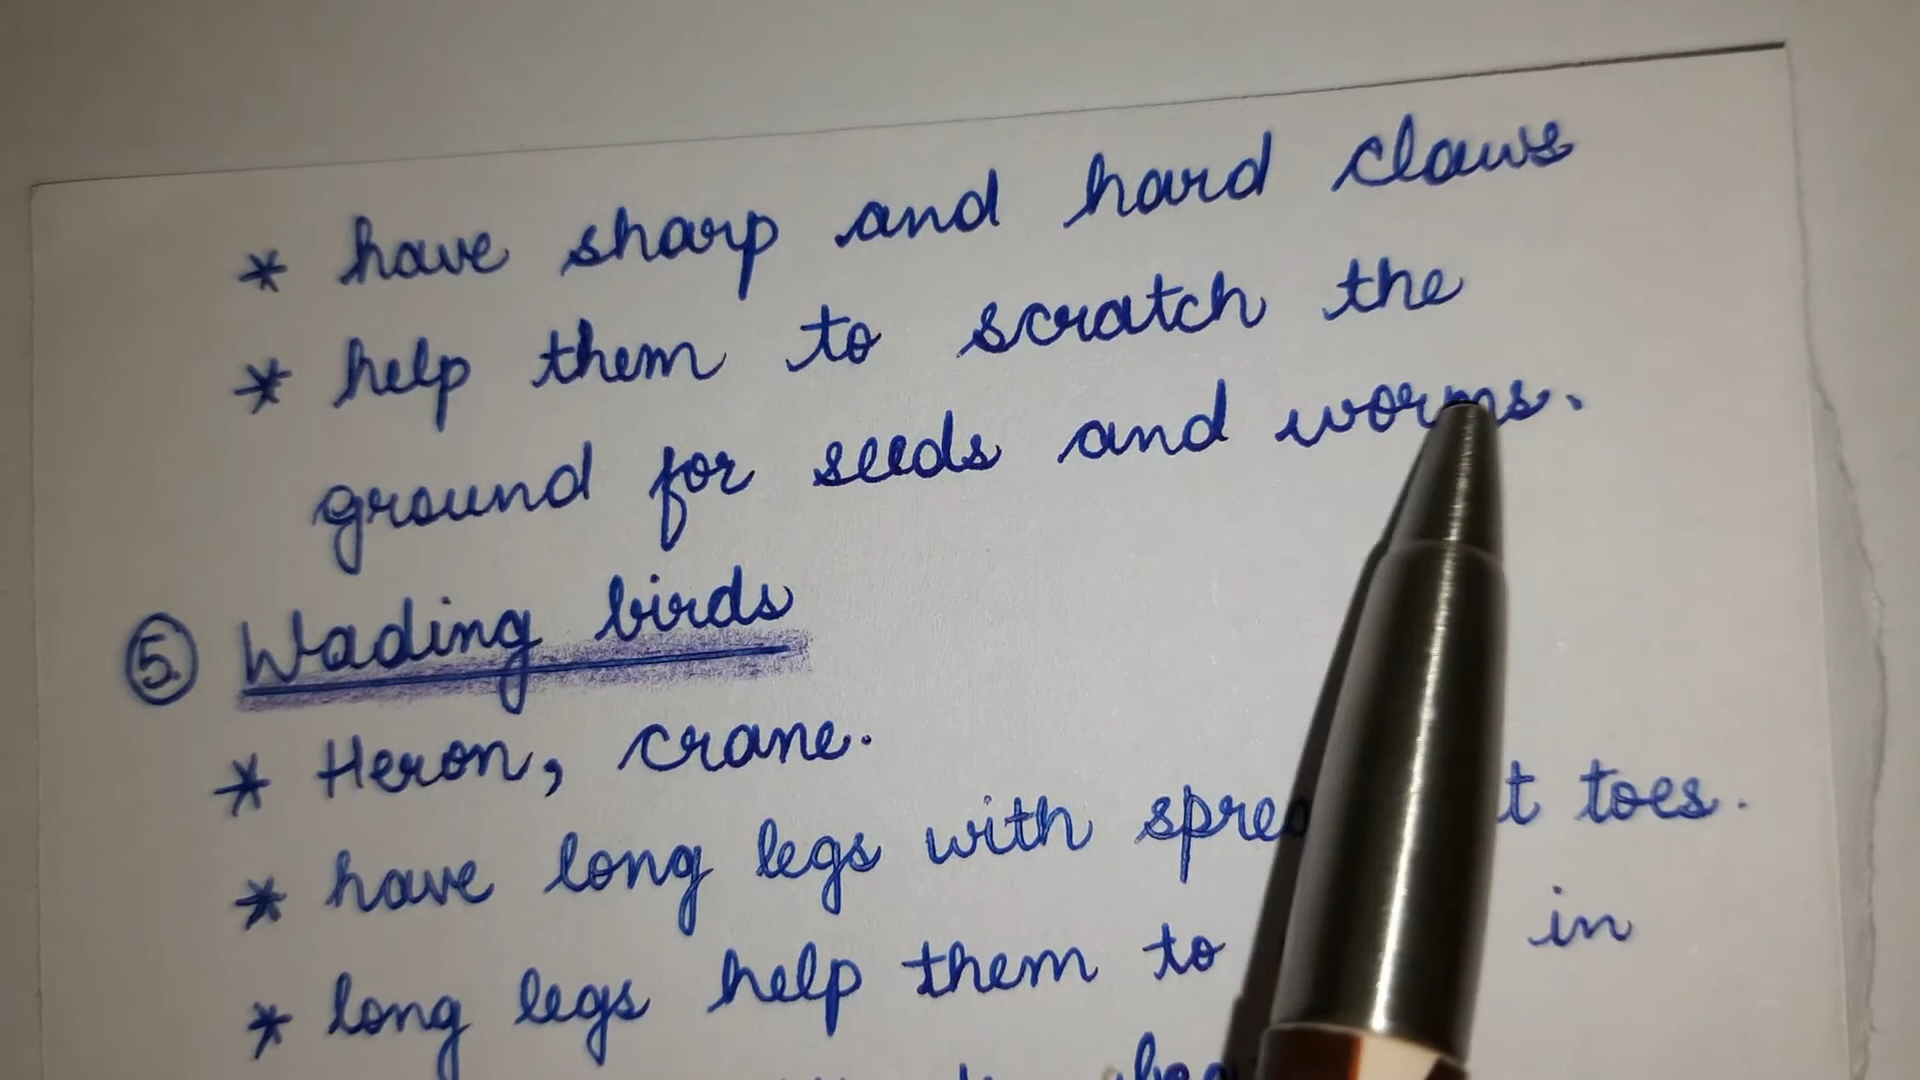 * have sharp and hard claws
* help them to scratch the
ground for seeds and worms.
5. Wading birds
* Heron, crane.
* have long legs with toes.
* long legs help them to in